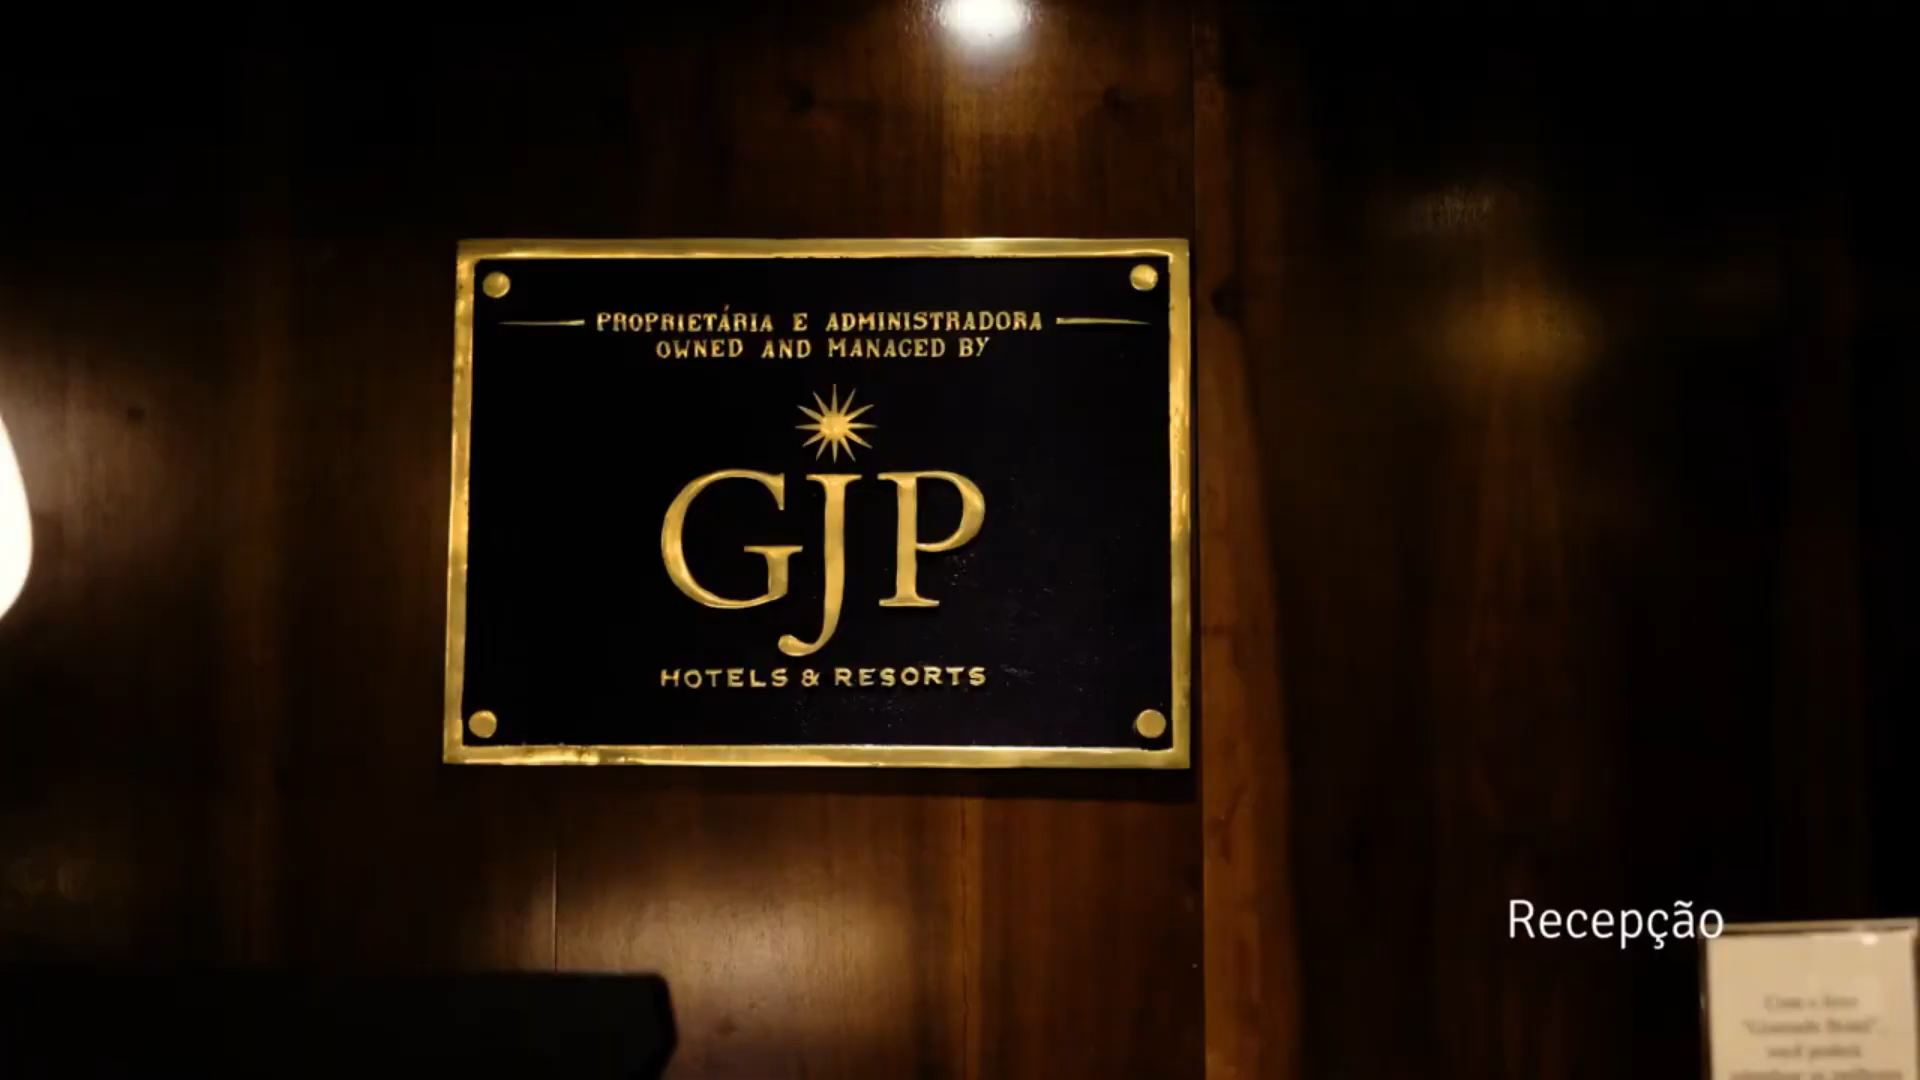 PROPRIETÁRIA E ADMINISTRADORA
OWNED AND MANAGED BY
GJP
HOTELS & RESORTS
Recepção